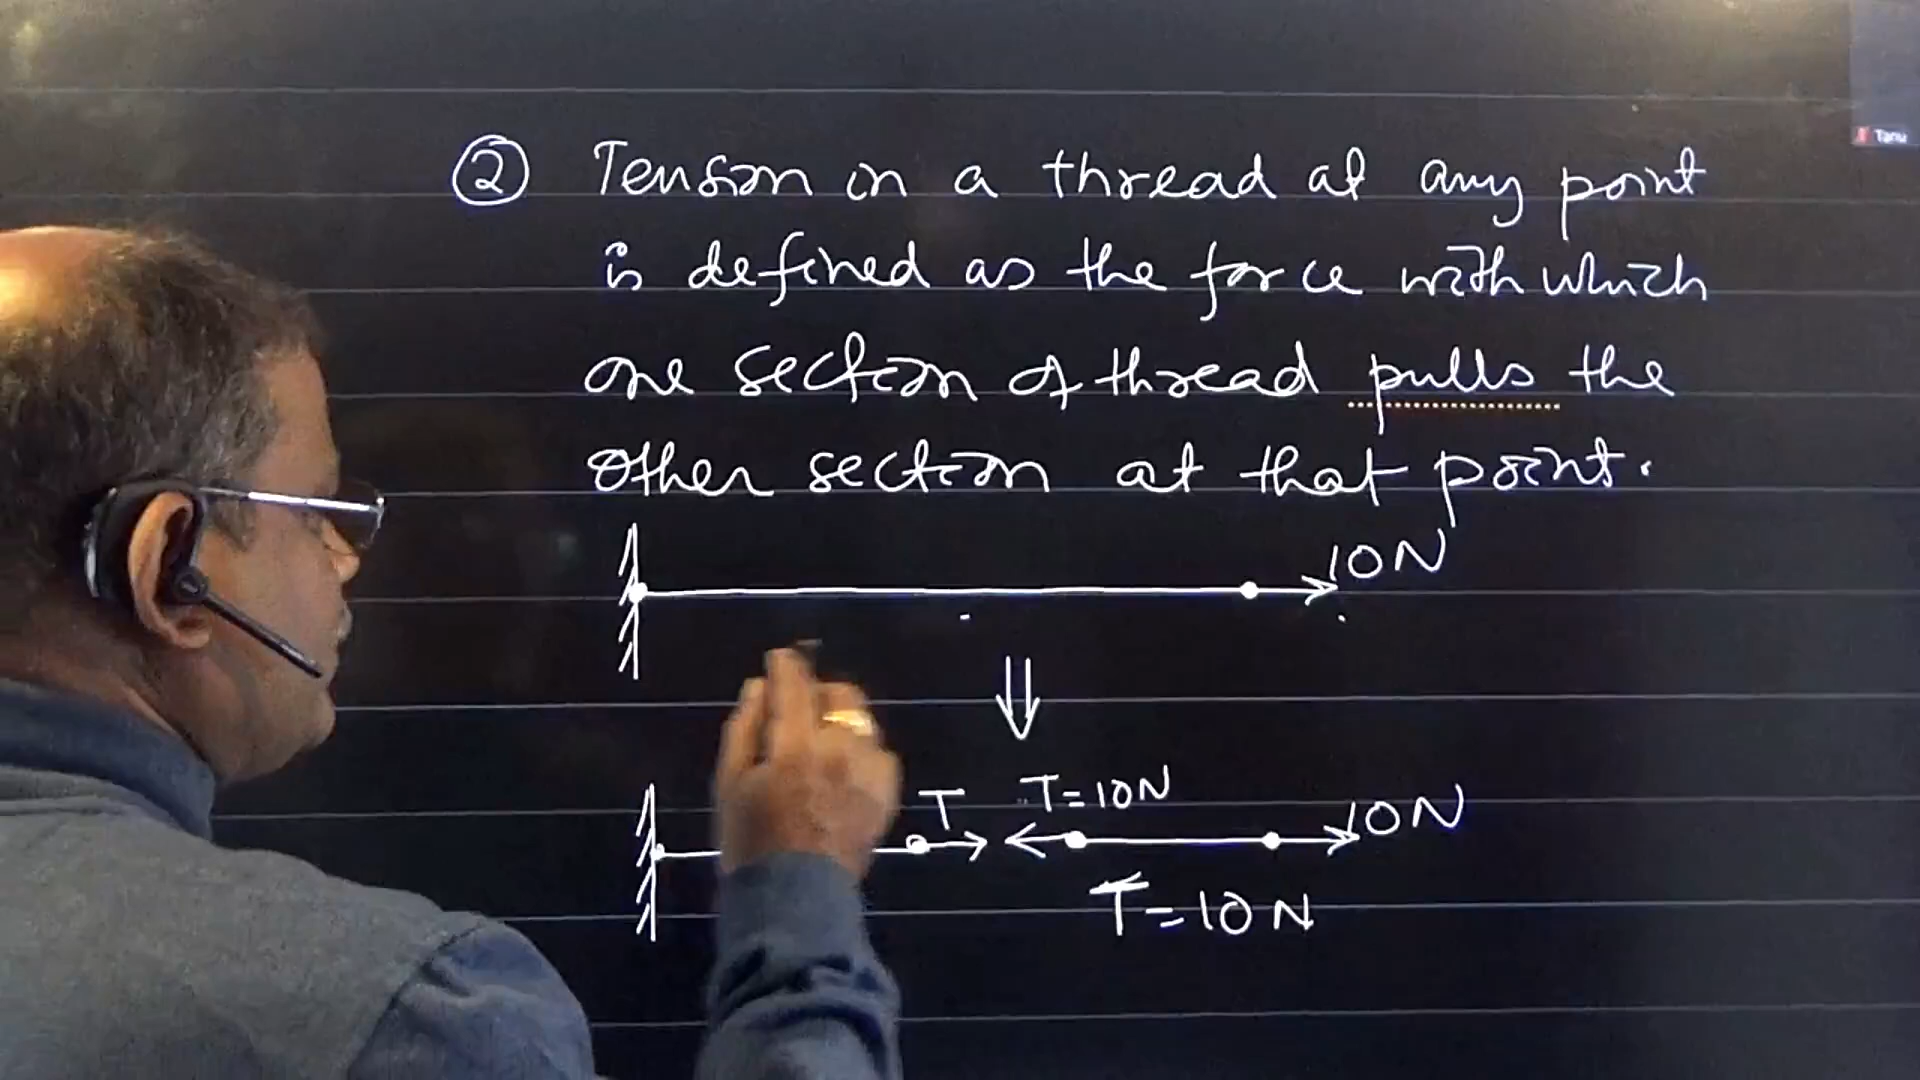 ② Tension in a thread at any point
is defined as the force with which
one section of thread pulls the
other section at that point.
10N
T T=10N 10N
T=10N
Tanu